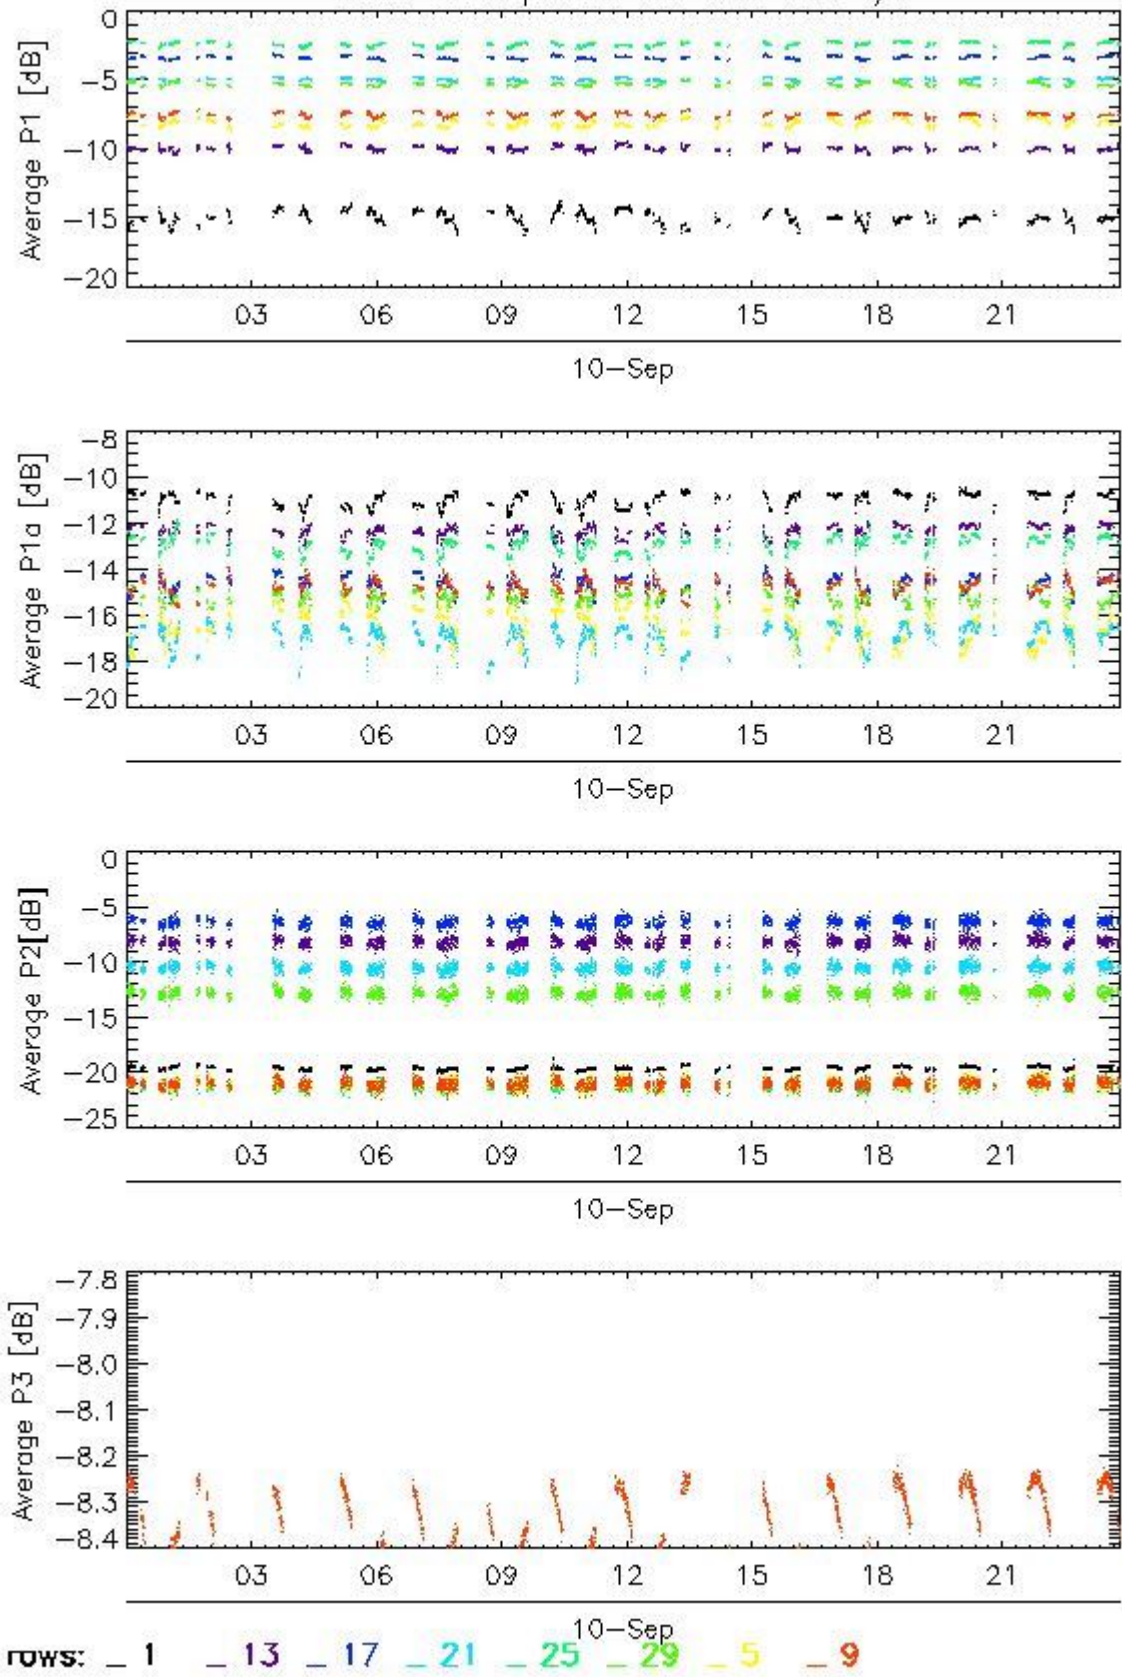 0
-5
-10
-15
-20
Average P1 [dB]
03 06 09 12 15 18 21
10-Sep
-8
-10
-12
-14
-16
-18
-20
Average P1a [dB]
03 06 09 12 15 18 21
10-Sep
0
-5
-10
-15
-20
-25
Average P2[dB]
03 06 09 12 15 18 21
10-Sep
-7.8
-7.9
-8.0
-8.1
-8.2
-8.3
-8.4
Average P3 [dB]
03 06 09 12 15 18 21
10-Sep
rows: _ 1 _ 13 _ 17 _ 21 _ 25 _ 29 _ 5 _ 9